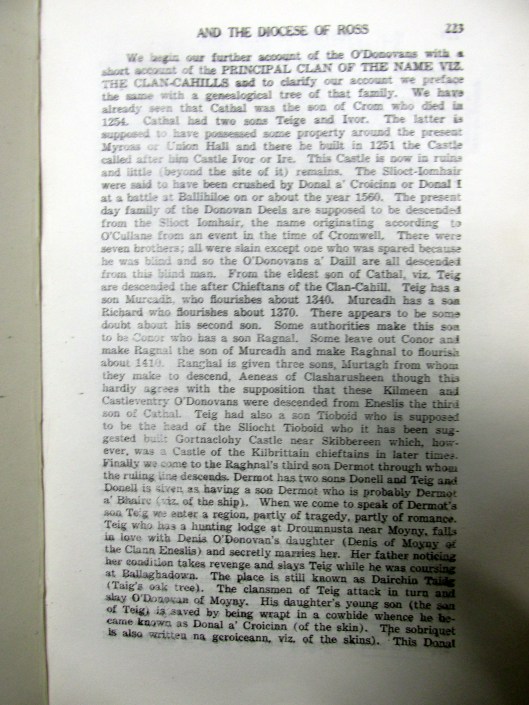 AND THE DIOCESE OF ROSS 223
We begin our further account of the O'Donovans with a
short account of the PRINCIPAL CLAN OF THE NAME VIZ.
THE CLAN-CAHILLS and to clarify our account we preface
the same with a genealogical tree of that family. We have
already seen that Cathal was the son of Crom who died in
1254. Cathal had two sons Teige and Ivor. The latter is
supposed to have possessed some property around the present
Myross or Union Hall and there he built in 1251 the Castle
called after him Castle Ivor or Ire. This Castle is now in ruins
and little (beyond the site of it) remains. The Slioct-Iomhair
were said to have been crushed by Donal a' Croicinn or Donal I
at a battle at Ballihiloe on or about the year 1560. The present
day family of the Donovan Deels are supposed to be descended
from the Slioct Iomhair, the name originating according to
O'Cullane from an event in the time of Cromwell. There were
seven brothers; all were slain except one who was spared because
he was blind and so the O'Donovans a' Daill are all descended
from this blind man. From the eldest son of Cathal, viz. Teig
are descended the after Chieftans of the Clan-Cahill. Teig has a
son Murcadh, who flourishes about 1340. Murcadh has a son
Richard who flourishes about 1370. There appears to be some
doubt about his second son. Some authorities make this son
to be Conor who has a son Ragnal. Some leave out Conor and
make Ragnal the son of Murcadh and make Raghnal to flourish
about 1410. Ranghal is given three sons, Murtagh from whom
they make to descend, Aeneas of Clasharusheen though this
hardly agrees with the supposition that these Kilmeen and
Castleventry O'Donovans were descended from Eneslis the third
son of Cathal. Teig had also a son Tioboid who is supposed
to be the head of the Sliocht Tioboid who it has been sug-
gested built Gortnaclohy Castle near Skibbereen which, how-
ever, was a Castle of the Kilbrittain chieftains in later times.
Finally we come to the Raghnal's third son Dermot through whom
the ruling line descends. Dermot has two sons Donell and Teig and
Donell is given as having a son Dermot who is probably Dermot
a' Bhaire (viz. of the ship). When we come to speak of Dermot's
son Teig we enter a region, partly of tragedy, partly of romance.
Teig who has a hunting lodge at Droumnusta near Moyny, falls
in love with Denis O'Donovan's daughter (Denis of Moyny of
the Clann Eneslis) and secretly marries her. Her father noticing
her condition takes revenge and slays Teig while he was coursing
at Ballaghadown. The place is still known as Dairchin Taidg
(Taig's oak tree). The clansmen of Teig attack in turn and
slay O'Donovan of Moyny. His daughter's young son (the son
of Teig) is saved by being wrapt in a cowhide whence he be-
came known as Donal a' Croicinn (of the skin). The sobriquet
is also written na geroiceann, viz. of the skins). This Donal